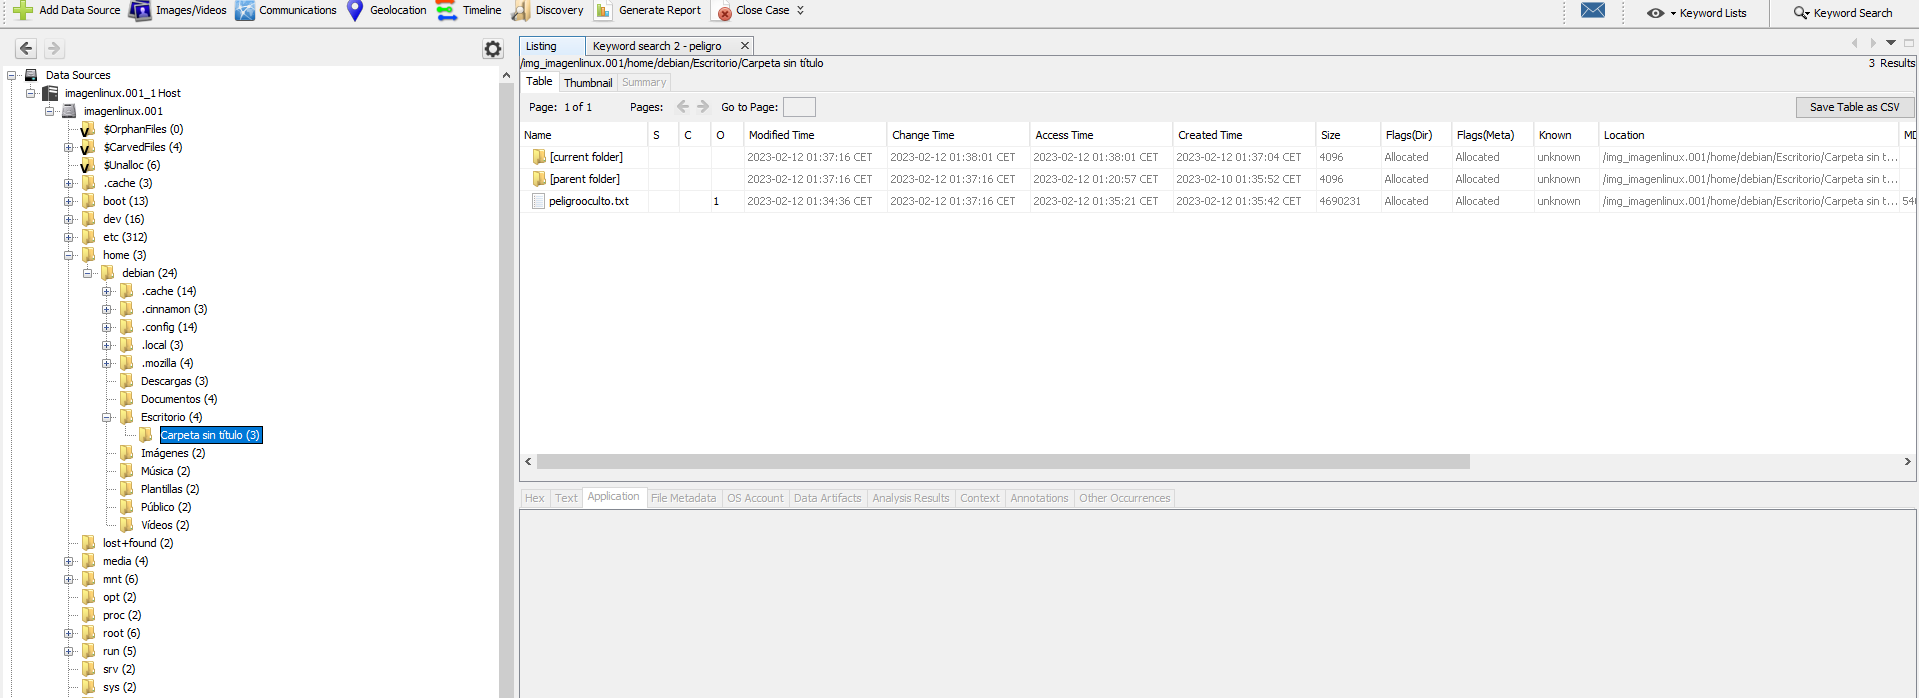 Add Data Source Images/Videos Communications Geolocation Timeline Discovery Generate Report Close Case Keyword Lists Keyword Search
Data Sources
imagenlinux.001_1 Host
imagenlinux.001
$OrphanFiles (0)
$CarvedFiles (4)
$Unalloc (6)
.cache (3)
boot (13)
dev (16)
etc (312)
home (3)
debian (24)
.cache (14)
.cinnamon (3)
.config (14)
.local (3)
.mozilla (4)
Descargas (3)
Documentos (4)
Escritorio (4)
Carpeta sin título (3)
Imágenes (2)
Música (2)
Plantillas (2)
Público (2)
Vídeos (2)
lost+found (2)
media (4)
mnt (6)
opt (2)
proc (2)
root (6)
run (5)
srv (2)
sys (2)
Listing Keyword search 2 - peligro
/img_imagenlinux.001/home/debian/Escritorio/Carpeta sin título 3 Results
Table Thumbnail Summary
Page: 1 of 1 Pages: Go to Page: Save Table as CSV
Name S C O Modified Time Change Time Access Time Created Time Size Flags(Dir) Flags(Meta) Known Location MD
[current folder] 2023-02-12 01:37:16 CET 2023-02-12 01:38:01 CET 2023-02-12 01:38:01 CET 2023-02-12 01:37:04 CET 4096 Allocated Allocated unknown /img_imagenlinux.001/home/debian/Escritorio/Carpeta sin t...
[parent folder] 2023-02-12 01:37:16 CET 2023-02-12 01:37:16 CET 2023-02-12 01:20:57 CET 2023-02-10 01:35:52 CET 4096 Allocated Allocated unknown /img_imagenlinux.001/home/debian/Escritorio/Carpeta sin t...
peligrooculto.txt 1 2023-02-12 01:34:36 CET 2023-02-12 01:37:16 CET 2023-02-12 01:35:21 CET 2023-02-12 01:35:42 CET 4690231 Allocated Allocated unknown /img_imagenlinux.001/home/debian/Escritorio/Carpeta sin t...
Hex Text Application File Metadata OS Account Data Artifacts Analysis Results Context Annotations Other Occurrences